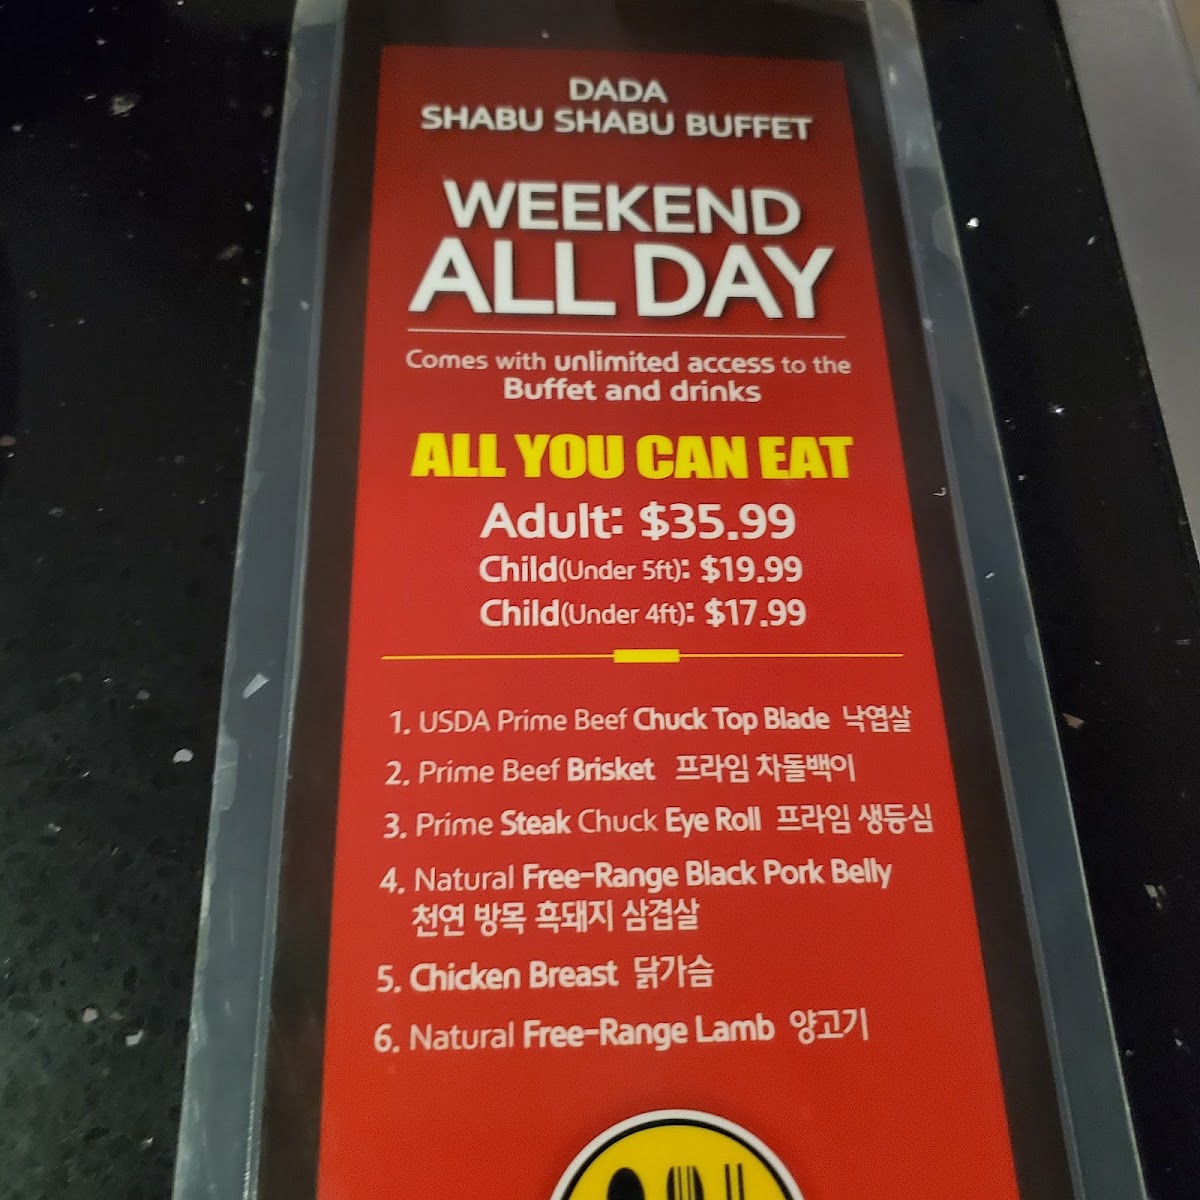 DADA
SHABU SHABU BUFFET
WEEKEND
ALL DAY
Comes with unlimited access to the
Buffet and drinks
ALL YOU CAN EAT
Adult: $35.99
Child(Under 5ft): $19.99
Child(Under 4ft): $17.99
1. USDA Prime Beef Chuck Top Blade 낙엽살
2. Prime Beef Brisket 프라임 차돌백이
3. Prime Steak Chuck Eye Roll 프라임 생등심
4. Natural Free-Range Black Pork Belly
천연 방목 흑돼지 삼겹살
5. Chicken Breast 닭가슴
6. Natural Free-Range Lamb 양고기